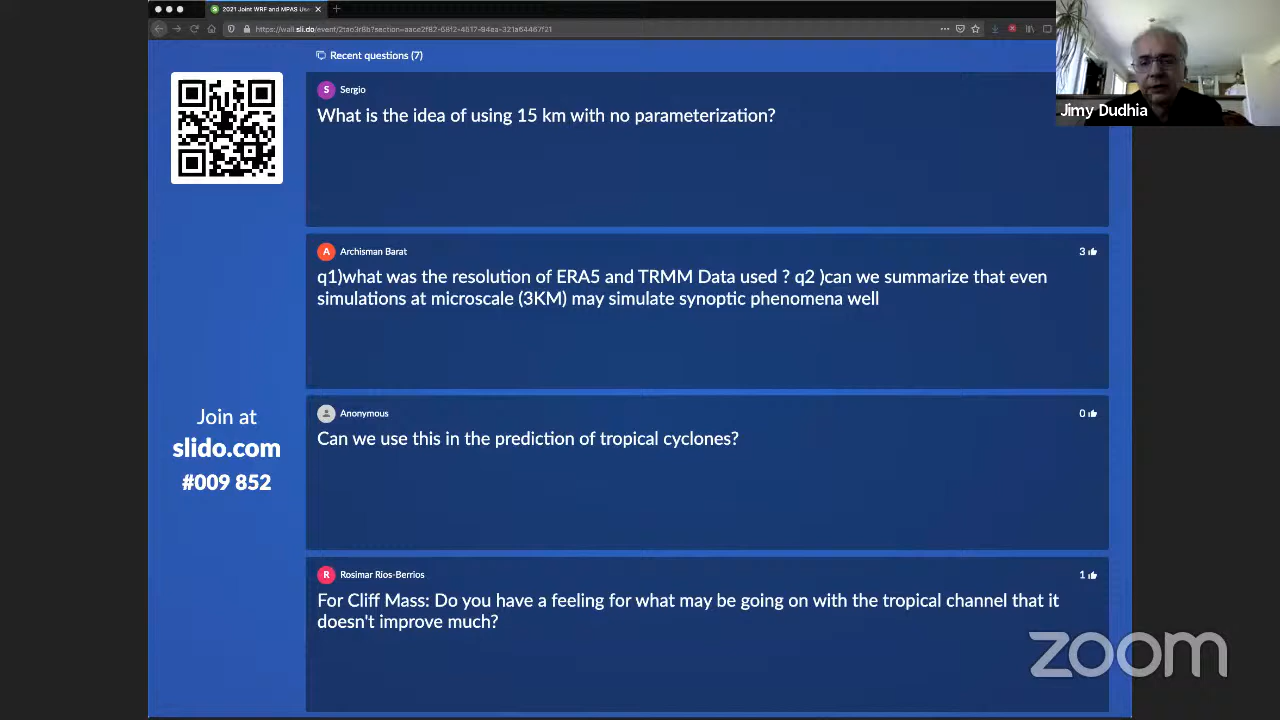 2021 Joint WRF and MPAS Use
Recent questions (7)
S Sergio
What is the idea of using 15 km with no parameterization?
Jimy Dudhia
A Archisman Barat
3
q1)what was the resolution of ERA5 and TRMM Data used ? q2 )can we summarize that even
simulations at microscale (3KM) may simulate synoptic phenomena well
Anonymous
0
Can we use this in the prediction of tropical cyclones?
Join at
slido.com
#009 852
R Rosimar Rios-Berrios
1
For Cliff Mass: Do you have a feeling for what may be going on with the tropical channel that it
doesn't improve much?
zoom